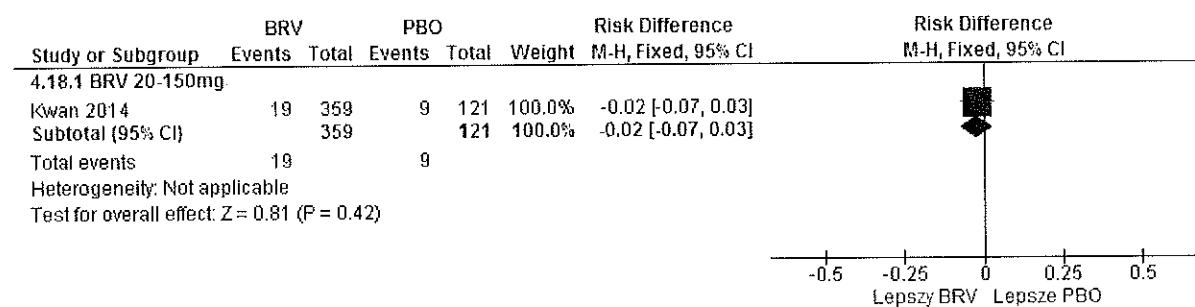 BRV PBO Risk Difference Risk Difference
Study or Subgroup Events Total Events Total Weight M-H, Fixed, 95% CI M-H, Fixed, 95% CI
4.18.1 BRV 20-150mg
Kwan 2014 19 359 9 121 100.0% -0.02 [-0.07, 0.03]
Subtotal (95% CI) 359 121 100.0% -0.02 [-0.07, 0.03]
Total events 19 9
Heterogeneity: Not applicable
Test for overall effect: Z = 0.81 (P = 0.42)
-0.5 -0.25 0 0.25 0.5
Lepszy BRV Lepsze PBO